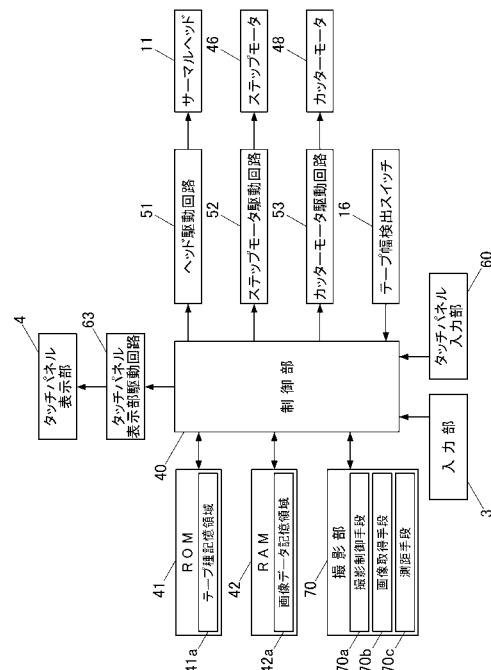 41
ROM
テープ種記憶領域
41a
42
RAM
画像データ記憶領域
42a
70
撮影部
撮影制御手段
70a
画像取得手段
70b
測距手段
70c
40
制御部
4
タッチパネル
表示部
63
タッチパネル
表示部駆動回路
入力部
3
タッチパネル
入力部
60
51
ヘッド駆動回路
11
サーマルヘッド
52
ステップモータ駆動回路
46
ステップモータ
53
カッターモータ駆動回路
48
カッターモータ
16
テープ幅検出スイッチ